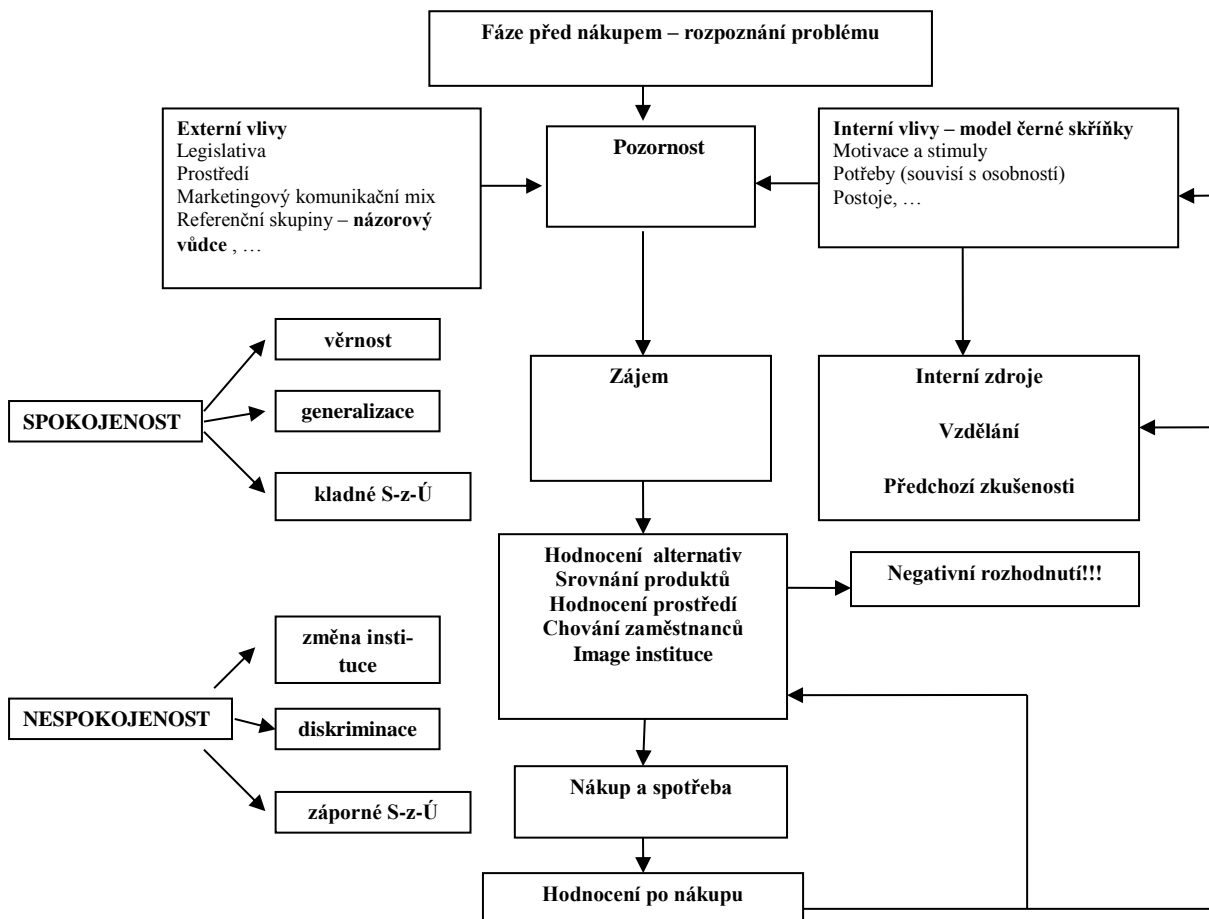 Fáze před nákupem – rozpoznání problému
Externí vlivy
Legislativa
Prostředí
Marketingový komunikační mix
Referenční skupiny – názorový
vůdce , …
Pozornost
Interní vlivy – model černé skříňky
Motivace a stimuly
Potřeby (souvisí s osobností)
Postoje, …
věrnost
SPOKOJENOST
generalizace
kladné S-z-Ú
Zájem
Interní zdroje
Vzdělání
Předchozí zkušenosti
Hodnocení alternativ
Srovnání produktů
Hodnocení prostředí
Chování zaměstnanců
Image instituce
Negativní rozhodnutí!!!
změna insti-
tuce
NESPOKOJENOST
diskriminace
záporné S-z-Ú
Nákup a spotřeba
Hodnocení po nákupu